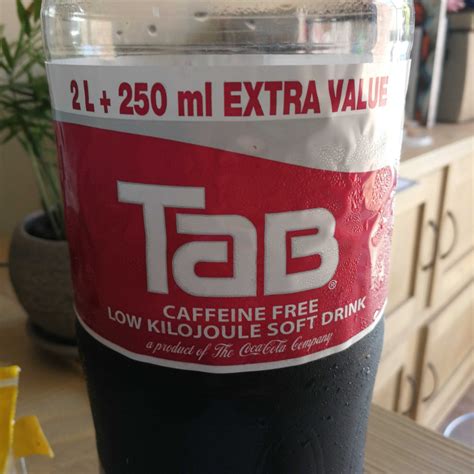 2 L + 250 ml EXTRA VALUE
TaB®
CAFFEINE FREE
LOW KILOJOULE SOFT DRINK
a product of The Coca-Cola Company